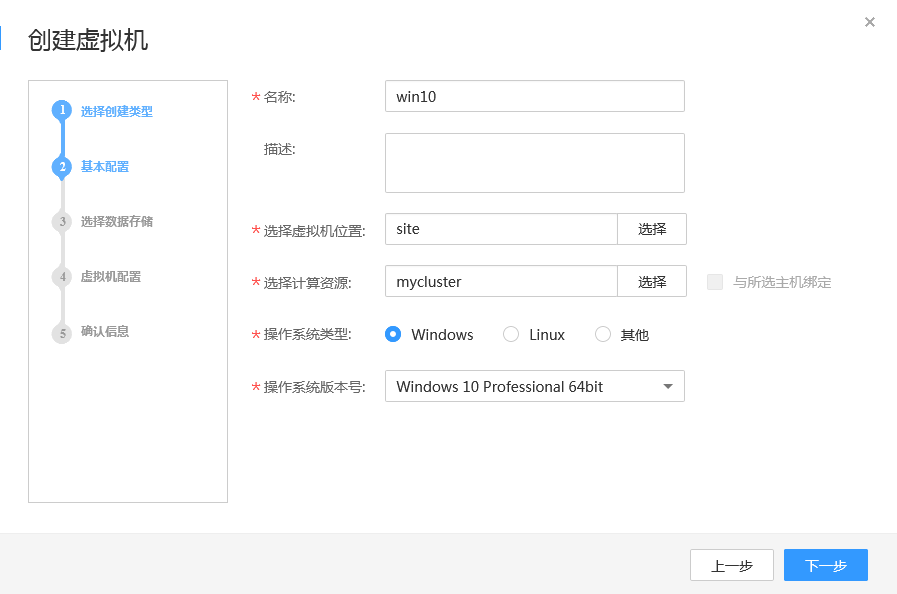 创建虚拟机
1 选择创建类型
2 基本配置
3 选择数据存储
4 虚拟机配置
5 确认信息
* 名称: win10
描述:
* 选择虚拟机位置: site 选择
* 选择计算资源: mycluster 选择 与所选主机绑定
* 操作系统类型: Windows Linux 其他
* 操作系统版本号: Windows 10 Professional 64bit
上一步 下一步